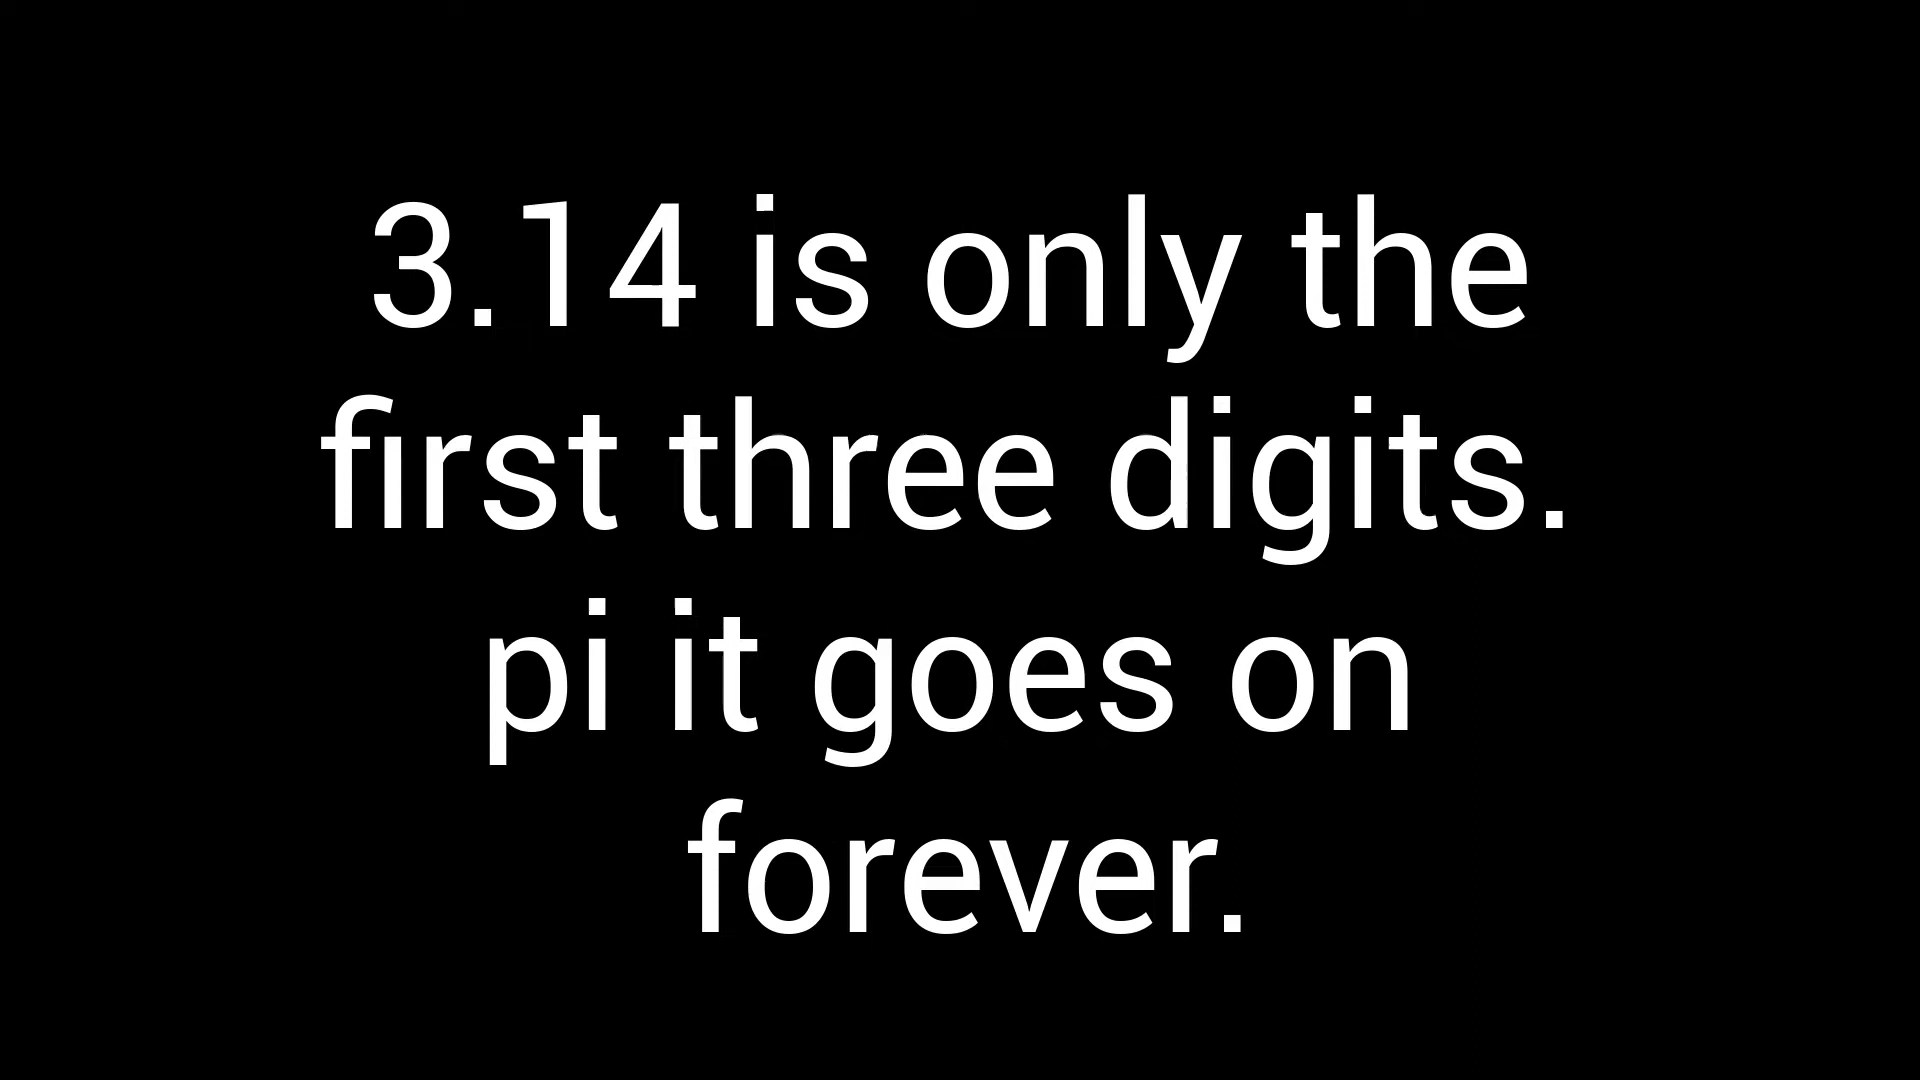 3.14 is only the
first three digits.
pi it goes on
forever.